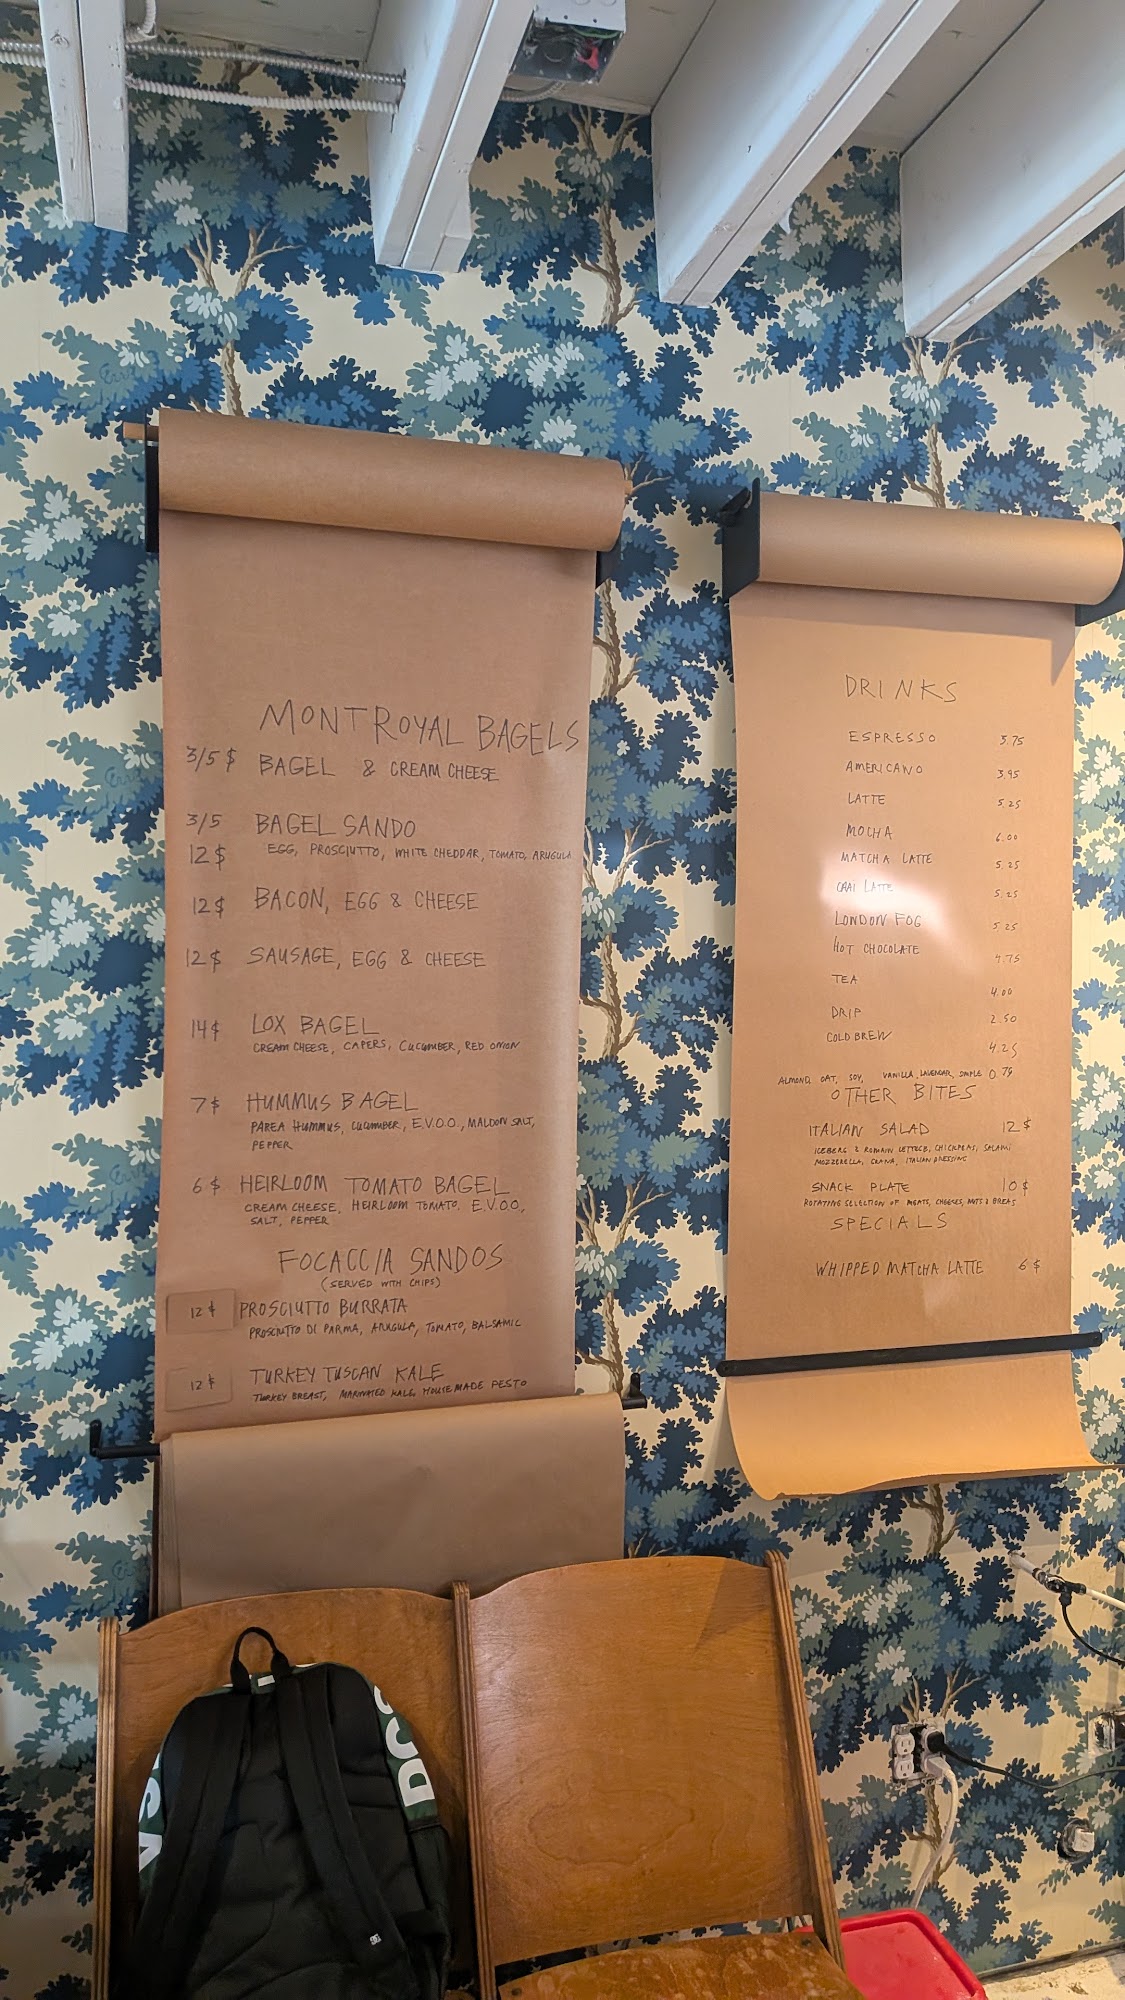 MONTROYAL BAGELS
3/5 $ BAGEL & CREAM CHEESE
3/5 BAGEL SANDO
12 $ EGG, PROSCIUTTO, WHITE CHEDDAR, TOMATO, ARUGULA
12 $ BACON, EGG & CHEESE
12 $ SAUSAGE, EGG & CHEESE
14 $ LOX BAGEL
CREAM CHEESE, CAPERS, CUCUMBER, RED ONION
7 $ HUMMUS BAGEL
PAREA HUMMUS, CUCUMBER, E.V.O.O., MALDON SALT,
PEPPER
6 $ HEIRLOOM TOMATO BAGEL
CREAM CHEESE, HEIRLOOM TOMATO, E.V.O.O,
SALT, PEPPER
FOCACCIA SANDOS
(SERVED WITH CHIPS)
12 $ PROSCIUTTO BURRATA
PROSCIUTTO DI PARMA, ARUGULA, TOMATO, BALSAMIC
12 $ TURKEY TUSCAN KALE
TURKEY BREAST, MARINATED KALE, HOUSEMADE PESTO
DRINKS
ESPRESSO 3.75
AMERICANO 3.95
LATTE 5.25
MOCHA 6.00
MATCHA LATTE 5.25
CHAI LATTE 5.25
LONDON FOG 5.25
HOT CHOCOLATE 4.75
TEA 4.00
DRIP 2.50
COLD BREW 4.25
ALMOND, OAT, SOY, VANILLA, LAVENDAR, SIMPLE 0.79
OTHER BITES
ITALIAN SALAD 12 $
ICEBERG & ROMAIN LETTUCE, CHICKPEAS, SALAMI
MOZZERELLA, GRANA, ITALIAN DRESSING
SNACK PLATE 10 $
ROTATING SELECTION OF MEATS, CHEESES, NUTS & BREAS
SPECIALS
WHIPPED MATCHA LATTE 6 $